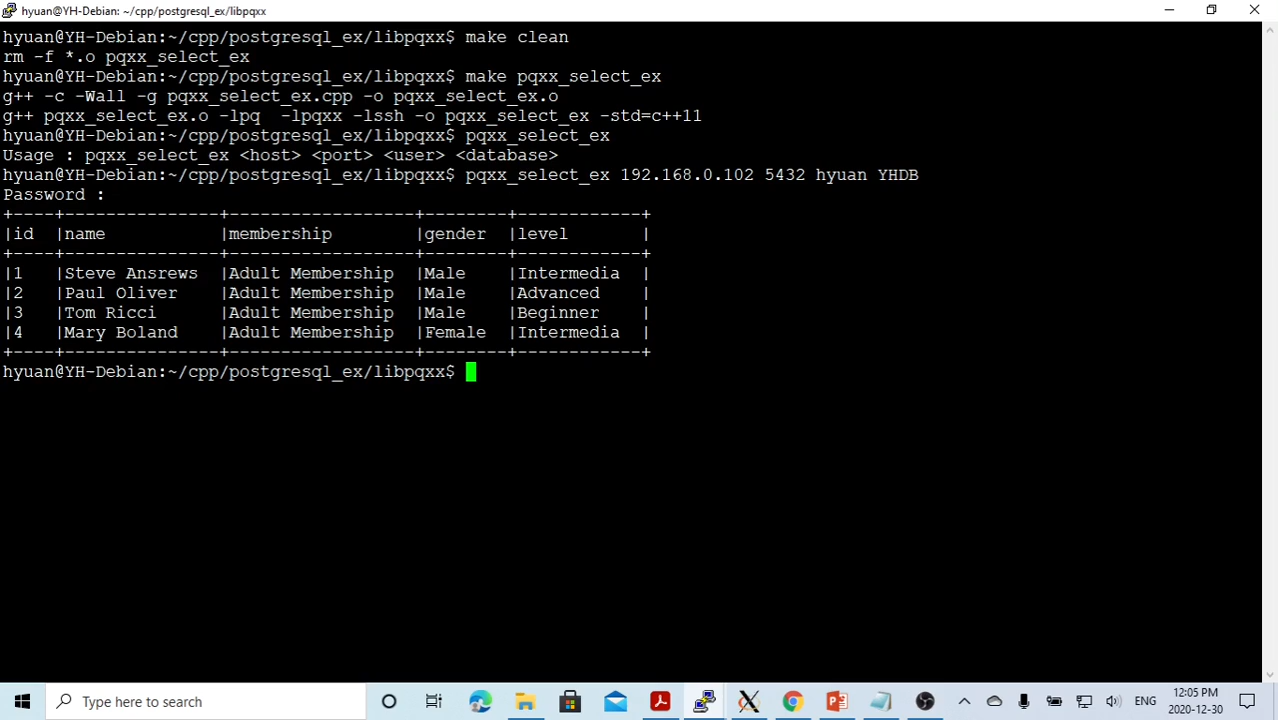 hyuan@YH-Debian: ~/cpp/postgresql_ex/libpqxx
hyuan@YH-Debian:~/cpp/postgresql_ex/libpqxx$ make clean
rm -f *.o pqxx_select_ex
hyuan@YH-Debian:~/cpp/postgresql_ex/libpqxx$ make pqxx_select_ex
g++ -c -Wall -g pqxx_select_ex.cpp -o pqxx_select_ex.o
g++ pqxx_select_ex.o -lpq  -lpqxx -lssh -o pqxx_select_ex -std=c++11
hyuan@YH-Debian:~/cpp/postgresql_ex/libpqxx$ pqxx_select_ex
Usage : pqxx_select_ex <host> <port> <user> <database>
hyuan@YH-Debian:~/cpp/postgresql_ex/libpqxx$ pqxx_select_ex 192.168.0.102 5432 hyuan YHDB
Password :
+----+---------------+------------------+--------+------------+
|id  |name           |membership        |gender  |level       |
+----+---------------+------------------+--------+------------+
|1   |Steve Ansrews  |Adult Membership  |Male    |Intermedia  |
|2   |Paul Oliver    |Adult Membership  |Male    |Advanced    |
|3   |Tom Ricci      |Adult Membership  |Male    |Beginner    |
|4   |Mary Boland    |Adult Membership  |Female  |Intermedia  |
+----+---------------+------------------+--------+------------+
hyuan@YH-Debian:~/cpp/postgresql_ex/libpqxx$
Type here to search
ENG
12:05 PM
2020-12-30